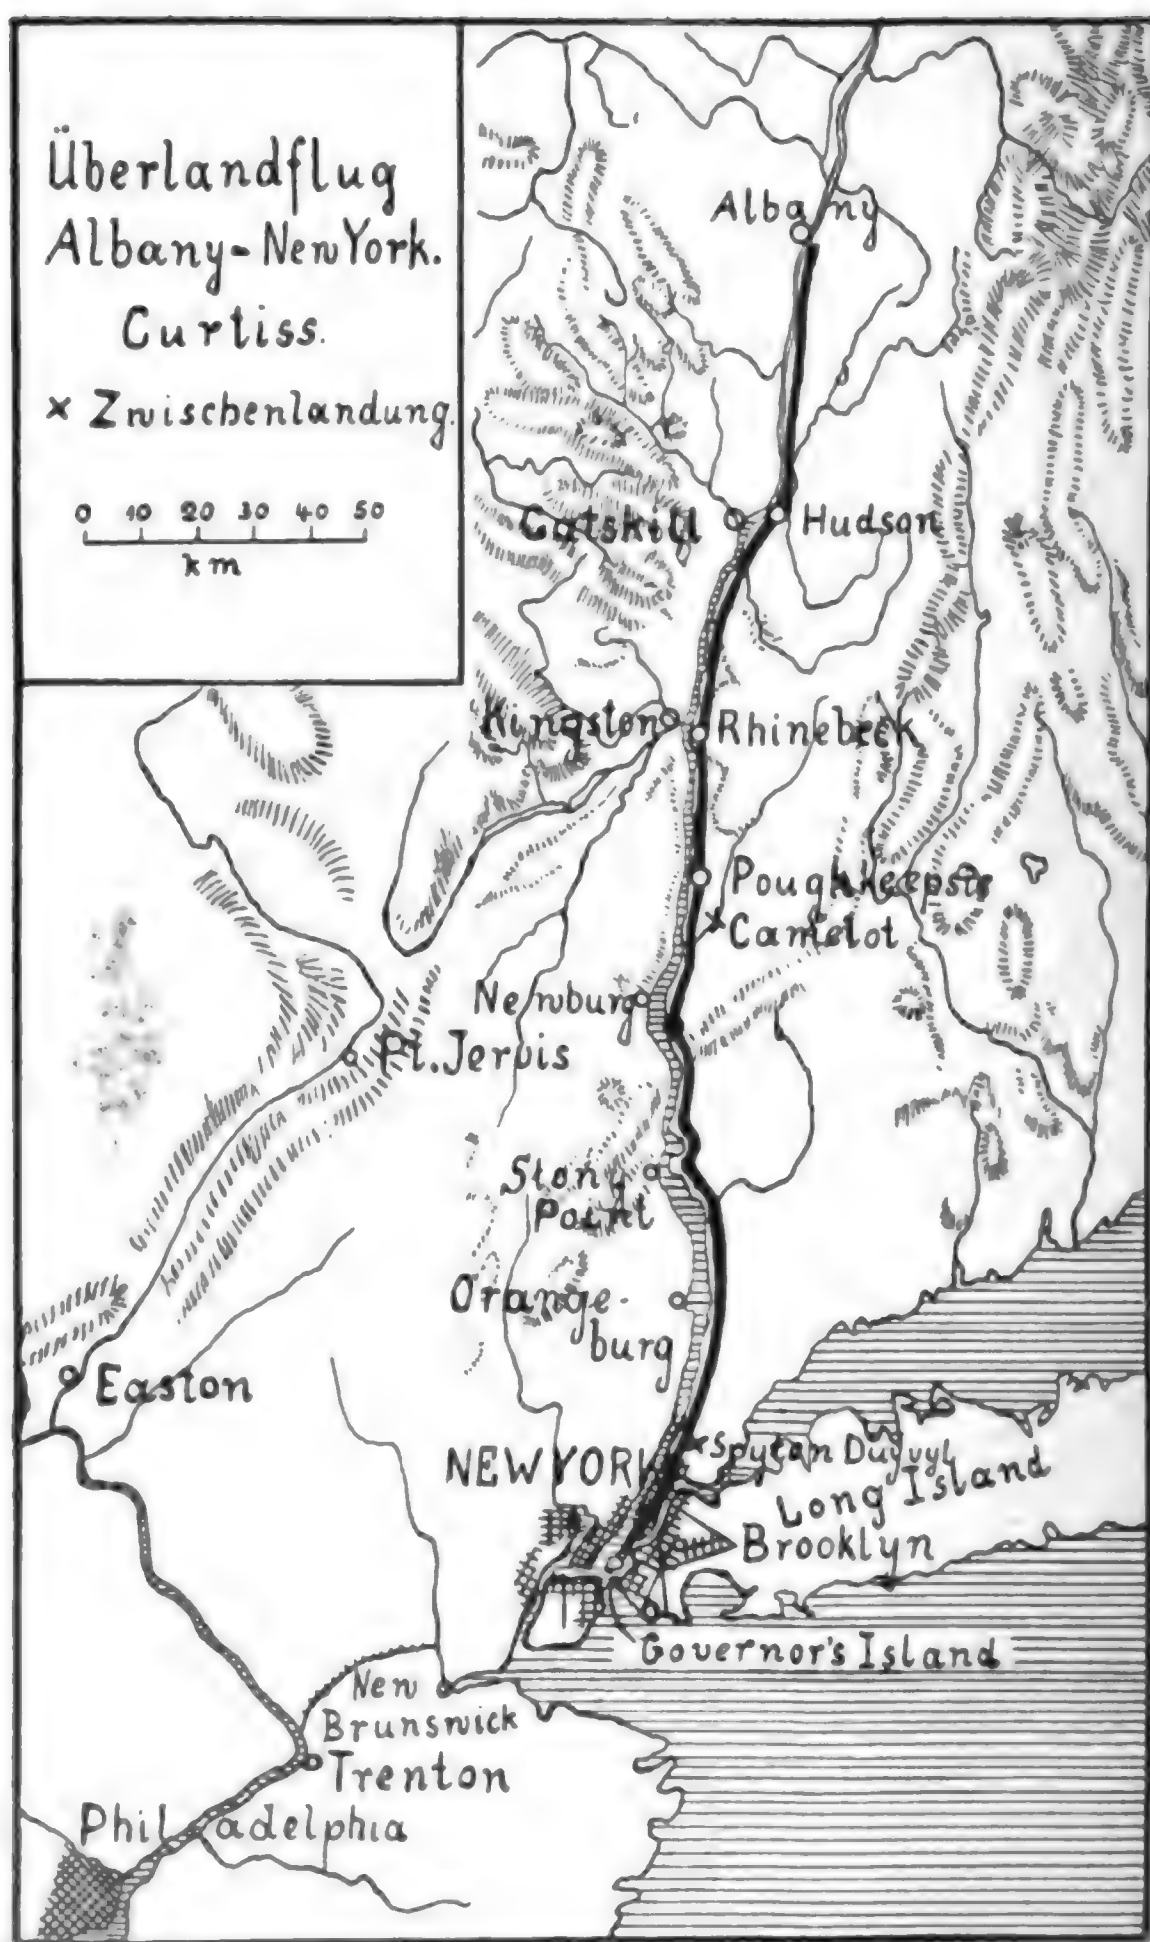 Überlandflug
Albany-New York.
Curtiss.
× Zwischenlandung.
0 10 20 30 40 50
km
Albany
Catskill
Hudson
Kingston
Rhinebeck
Poughkeepsie
Camelot
Newburg
Pt. Jervis
Stony
Point
Orange-
burg
Easton
NEW YORK
Spytan Duyvyl
Long Island
Brooklyn
Governor's Island
New
Brunswick
Trenton
Philadelphia